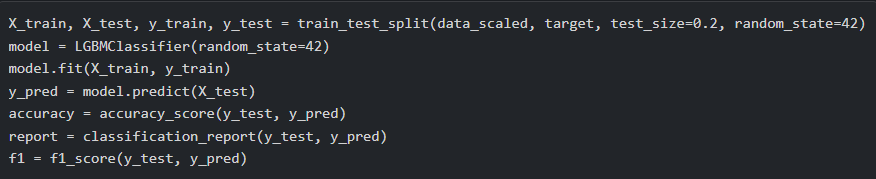 X_train, X_test, y_train, y_test = train_test_split(data_scaled, target, test_size=0.2, random_state=42)
model = LGBMClassifier(random_state=42)
model.fit(X_train, y_train)
y_pred = model.predict(X_test)
accuracy = accuracy_score(y_test, y_pred)
report = classification_report(y_test, y_pred)
f1 = f1_score(y_test, y_pred)